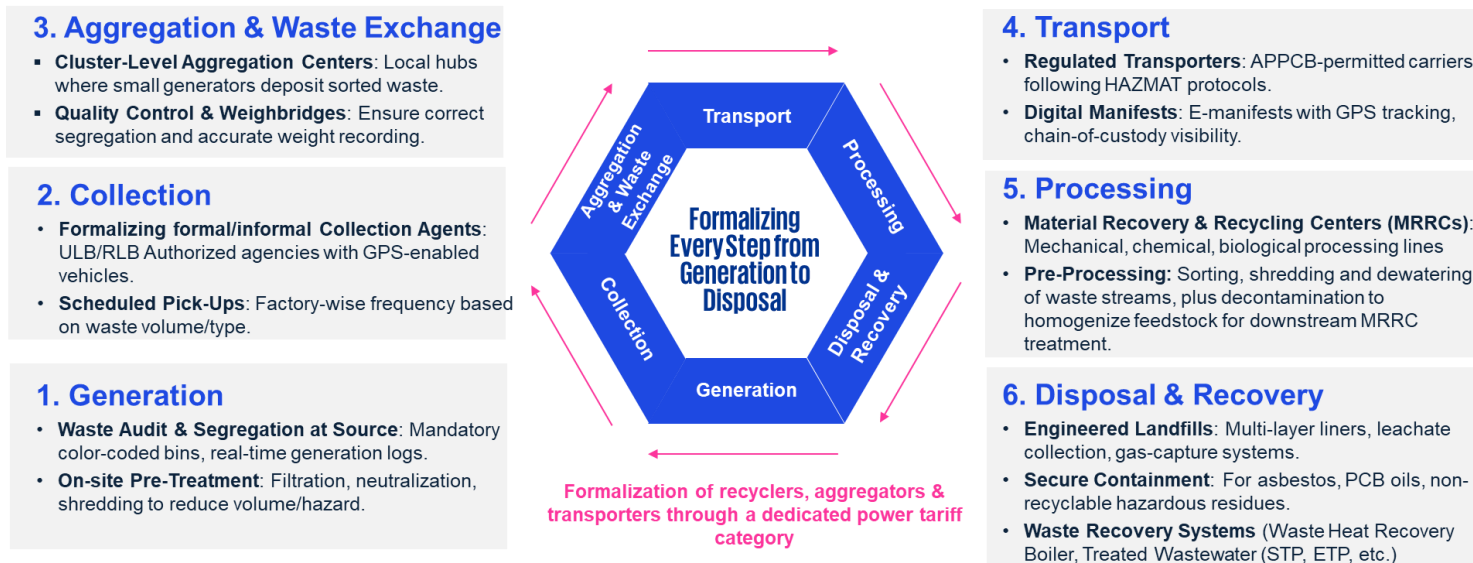 3. Aggregation & Waste Exchange
▪ Cluster-Level Aggregation Centers: Local hubs
where small generators deposit sorted waste.
▪ Quality Control & Weighbridges: Ensure correct
segregation and accurate weight recording.
2. Collection
• Formalizing formal/informal Collection Agents:
ULB/RLB Authorized agencies with GPS-enabled
vehicles.
• Scheduled Pick-Ups: Factory-wise frequency based
on waste volume/type.
1. Generation
• Waste Audit & Segregation at Source: Mandatory
color-coded bins, real-time generation logs.
• On-site Pre-Treatment: Filtration, neutralization,
shredding to reduce volume/hazard.
Transport
Processing
Disposal &
Recovery
Generation
Collection
Aggregation
& Waste
Exchange
Formalizing
Every Step from
Generation to
Disposal
Formalization of recyclers, aggregators &
transporters through a dedicated power tariff
category
4. Transport
• Regulated Transporters: APPCB-permitted carriers
following HAZMAT protocols.
• Digital Manifests: E-manifests with GPS tracking,
chain-of-custody visibility.
5. Processing
• Material Recovery & Recycling Centers (MRRCs):
Mechanical, chemical, biological processing lines
• Pre-Processing: Sorting, shredding and dewatering
of waste streams, plus decontamination to
homogenize feedstock for downstream MRRC
treatment.
6. Disposal & Recovery
• Engineered Landfills: Multi-layer liners, leachate
collection, gas-capture systems.
• Secure Containment: For asbestos, PCB oils, non-
recyclable hazardous residues.
• Waste Recovery Systems (Waste Heat Recovery
Boiler, Treated Wastewater (STP, ETP, etc.)